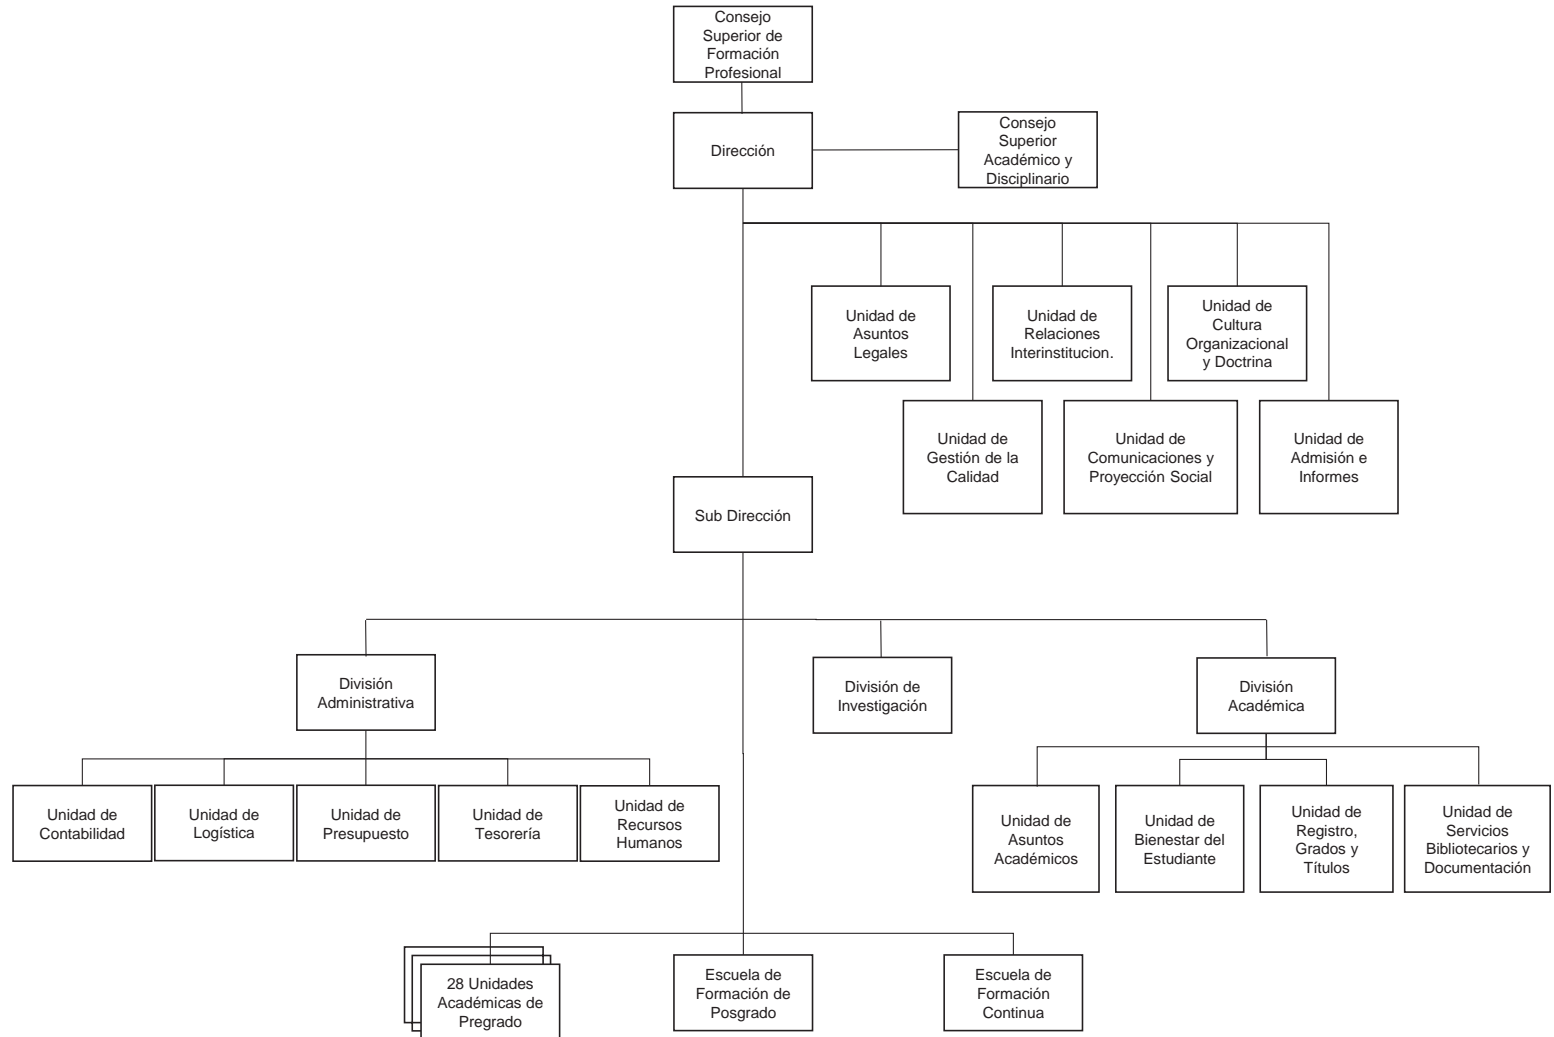 Consejo
Superior de
Formación
Profesional
Dirección
Consejo
Superior
Académico y
Disciplinario
Unidad de
Asuntos
Legales
Unidad de
Relaciones
Interinstitucion.
Unidad de
Cultura
Organizacional
y Doctrina
Unidad de
Gestión de la
Calidad
Unidad de
Comunicaciones y
Proyección Social
Unidad de
Admisión e
Informes
Sub Dirección
División
Administrativa
División de
Investigación
División
Académica
Unidad de
Contabilidad
Unidad de
Logística
Unidad de
Presupuesto
Unidad de
Tesorería
Unidad de
Recursos
Humanos
Unidad de
Asuntos
Académicos
Unidad de
Bienestar del
Estudiante
Unidad de
Registro,
Grados y
Títulos
Unidad de
Servicios
Bibliotecarios y
Documentación
28 Unidades
Académicas de
Pregrado
Escuela de
Formación de
Posgrado
Escuela de
Formación
Continua